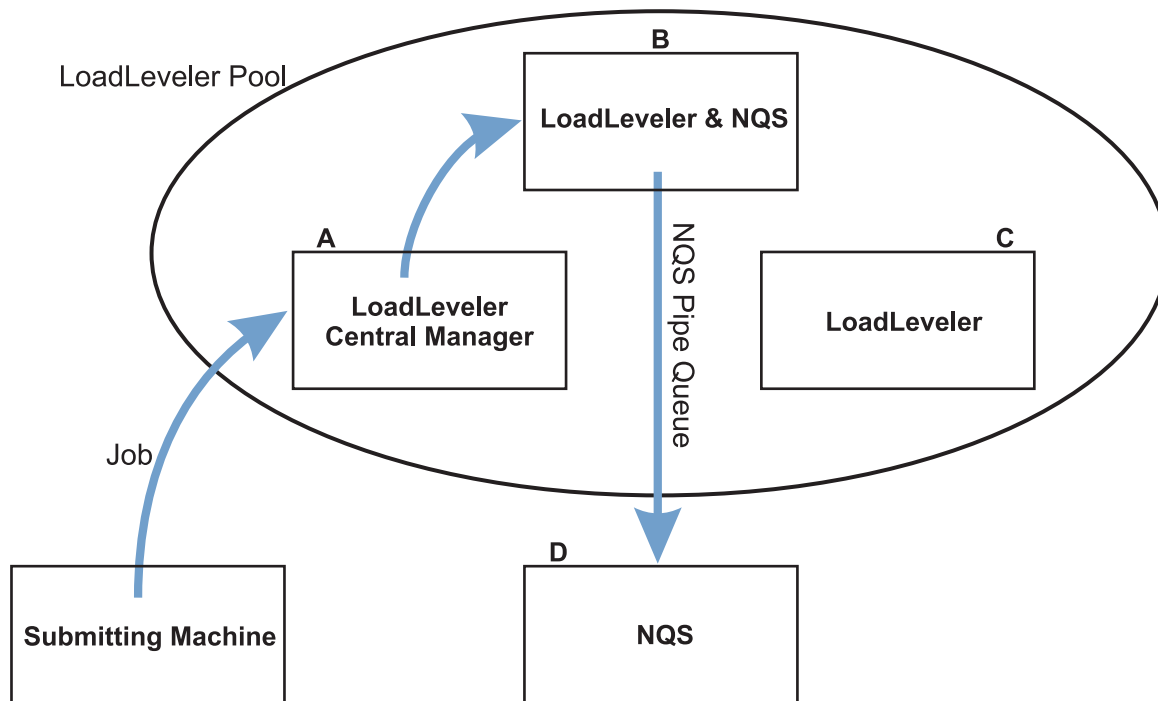 B
LoadLeveler Pool
LoadLeveler & NQS
A
C
LoadLeveler
Central Manager
LoadLeveler
NQS Pipe Queue
Job
D
Submitting Machine
NQS